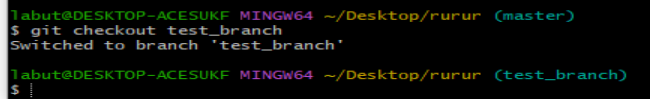 labut@DESKTOP-ACESUKF MINGW64 ~/Desktop/rurur (master)
$ git checkout test_branch
Switched to branch 'test_branch'
labut@DESKTOP-ACESUKF MINGW64 ~/Desktop/rurur (test_branch)
$